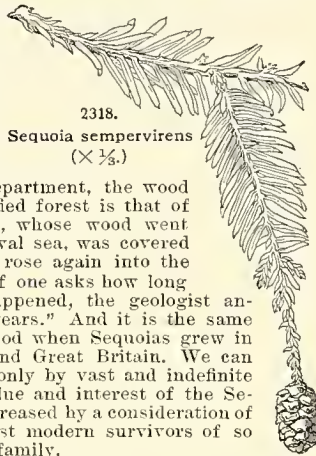 2318.
Sequoia sempervirens
(X ⅓.)
epartment, the wood
ied forest is that of
, whose wood went
val sea, was covered
rose again into the
f one asks how long
appened, the geologist an-
ears." And it is the same
od when Sequoias grew in
nd Great Britain. We can
only by vast and indefinite
lue and interest of the Se-
creased by a consideration of
st modern survivors of so
family.